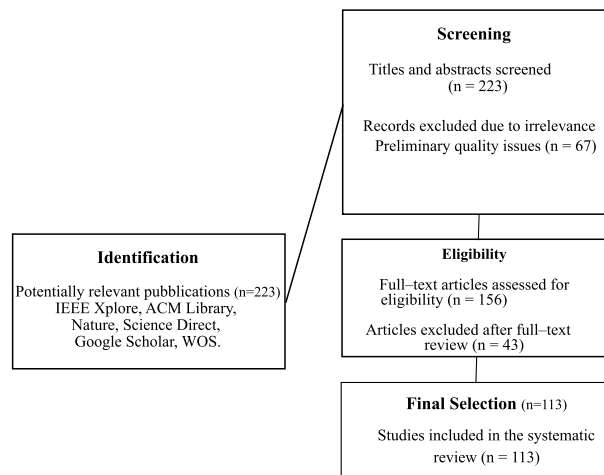 Screening
Titles and abstracts screened
(n = 223)
Records excluded due to irrelevance
Preliminary quality issues (n = 67)
Identification
Potentially relevant pubblications (n=223)
IEEE Xplore, ACM Library,
Nature, Science Direct,
Google Scholar, WOS.
Eligibility
Full–text articles assessed for
eligibility (n = 156)
Articles excluded after full–text
review (n = 43)
Final Selection (n=113)
Studies included in the systematic
review (n = 113)